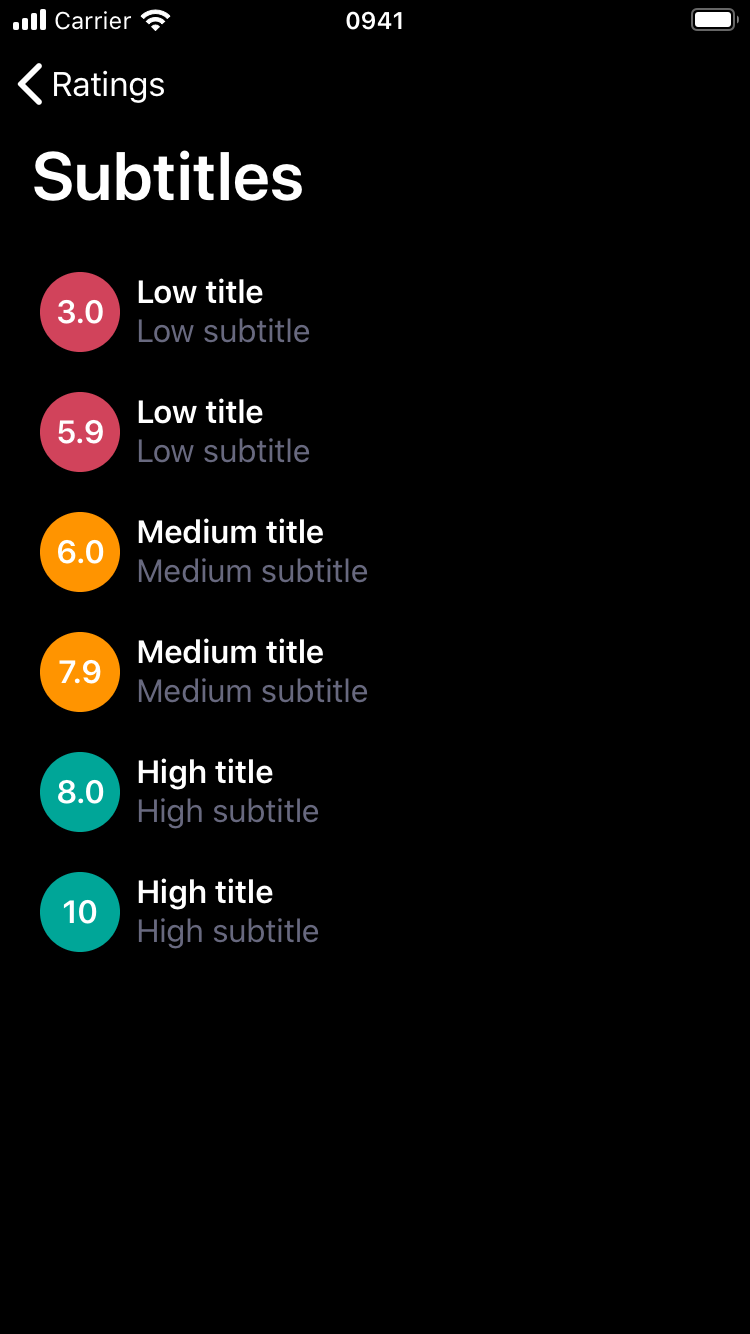 Carrier 0941
Ratings
Subtitles
3.0 Low title
Low subtitle
5.9 Low title
Low subtitle
6.0 Medium title
Medium subtitle
7.9 Medium title
Medium subtitle
8.0 High title
High subtitle
10 High title
High subtitle